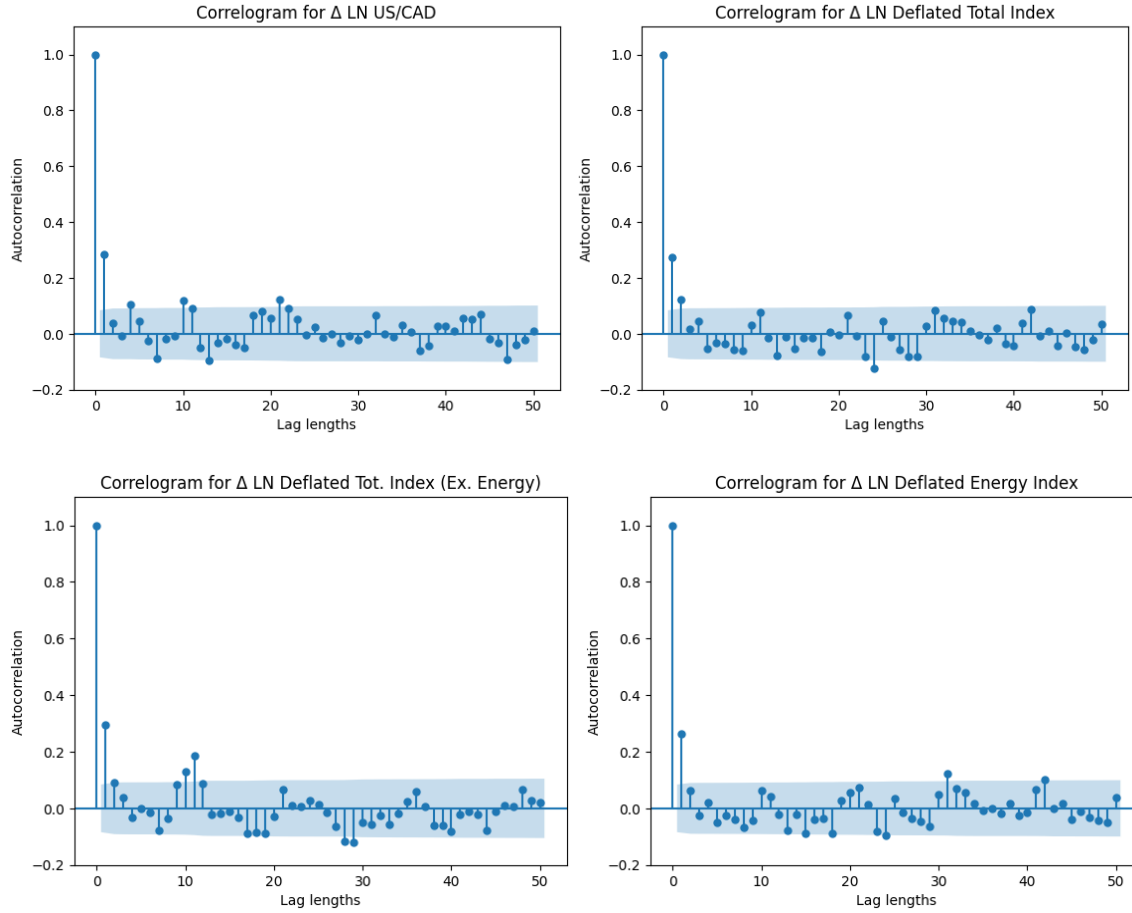 Correlogram for Δ LN US/CAD
1.0
0.8
0.6
0.4
0.2
0.0
−0.2
Autocorrelation
0 10 20 30 40 50
Lag lengths
Correlogram for Δ LN Deflated Total Index
1.0
0.8
0.6
0.4
0.2
0.0
−0.2
Autocorrelation
0 10 20 30 40 50
Lag lengths
Correlogram for Δ LN Deflated Tot. Index (Ex. Energy)
1.0
0.8
0.6
0.4
0.2
0.0
−0.2
Autocorrelation
0 10 20 30 40 50
Lag lengths
Correlogram for Δ LN Deflated Energy Index
1.0
0.8
0.6
0.4
0.2
0.0
−0.2
Autocorrelation
0 10 20 30 40 50
Lag lengths